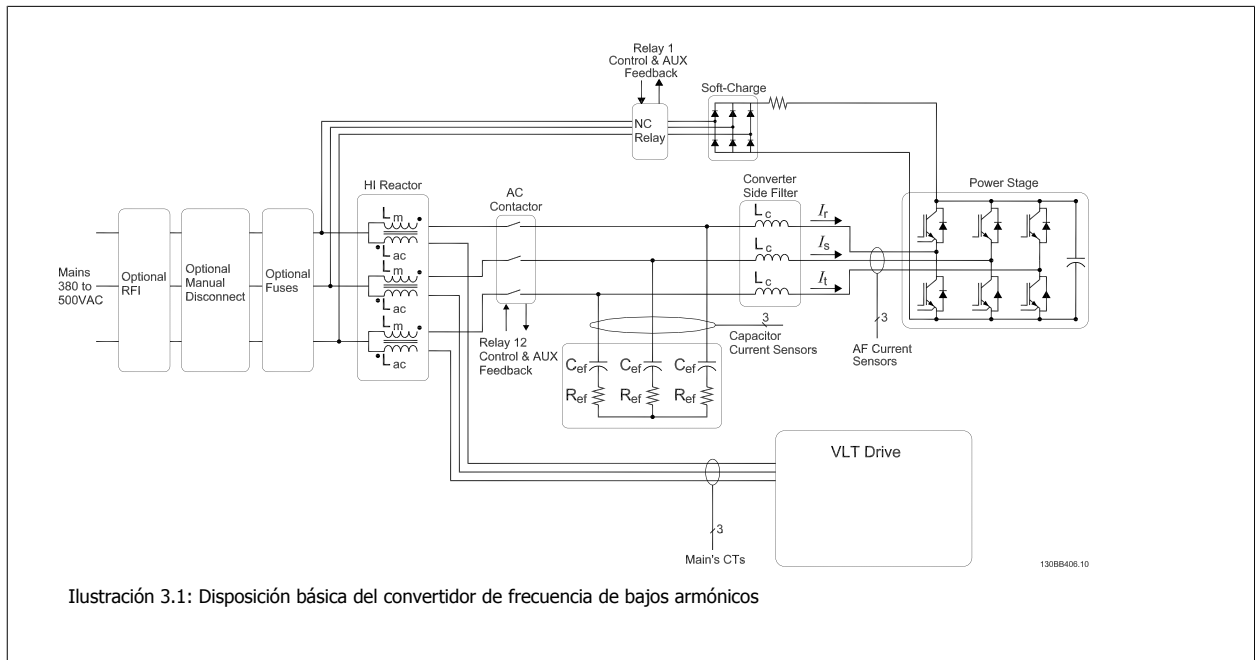 Relay 1
Control & AUX
Feedback
Soft-Charge
NC
Relay
HI Reactor
AC
Contactor
Converter
Side Filter
Power Stage
Mains
380 to
500VAC
Optional
RFI
Optional
Manual
Disconnect
Optional
Fuses
Lm
Lac
Lm
Lac
Lm
Lac
Lc
Ir
Lc
Is
Lc
It
Relay 12
Control & AUX
Feedback
3
Capacitor
Current Sensors
3
AF Current
Sensors
Cef Cef Cef
Ref Ref Ref
VLT Drive
3
Main's CTs
130BB406.10
Ilustración 3.1: Disposición básica del convertidor de frecuencia de bajos armónicos